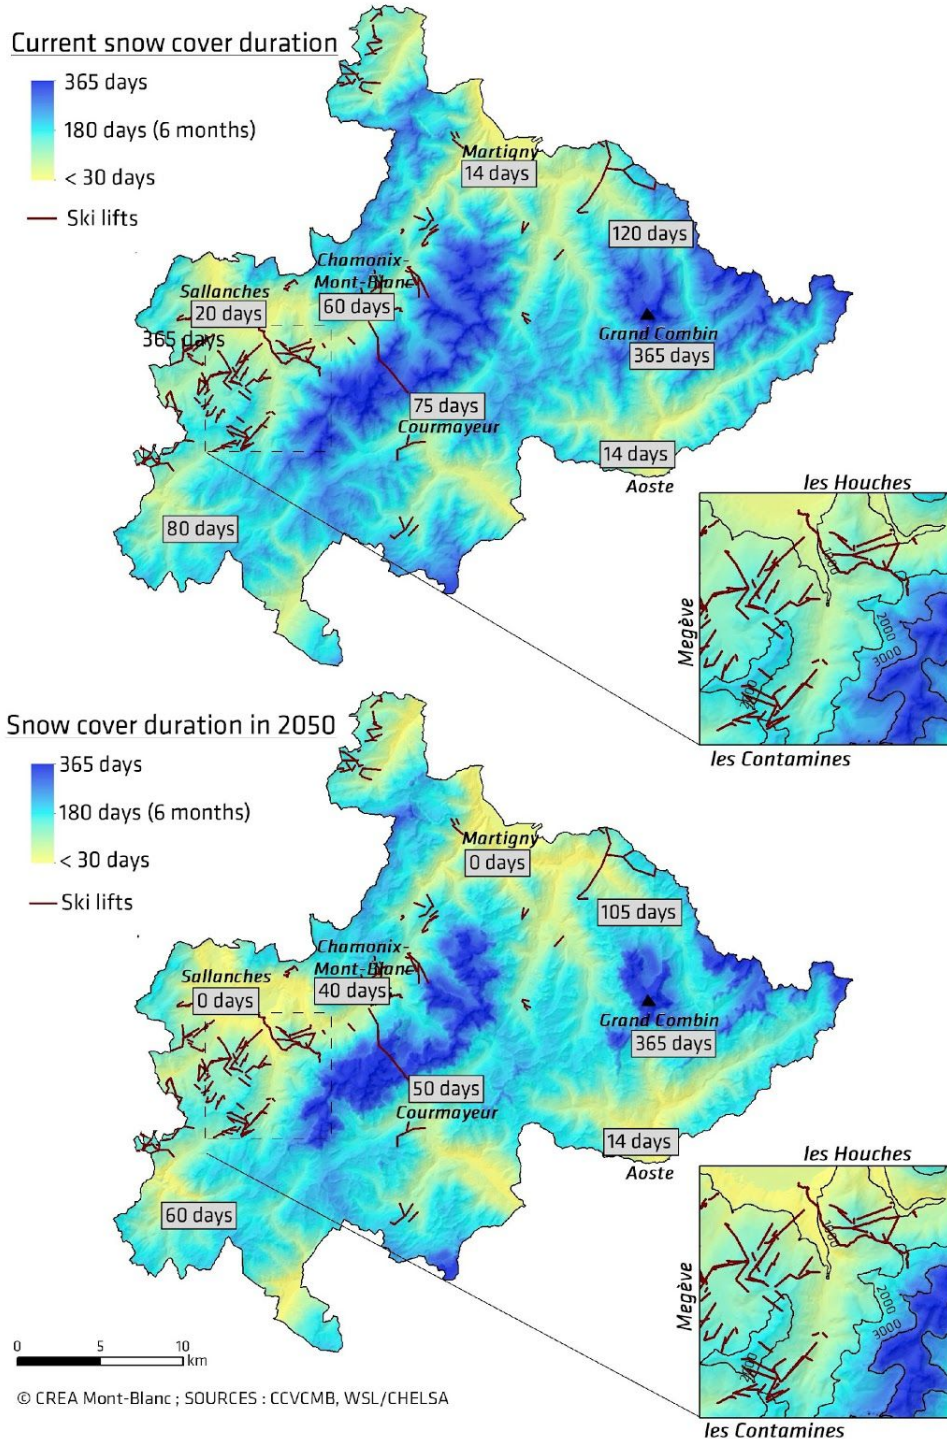 Current snow cover duration
365 days
180 days (6 months)
< 30 days
Ski lifts
Martigny
14 days
120 days
Chamonix-
Mont-Blanc
60 days
Sallanches
20 days
365 days
Grand Combin
365 days
75 days
Courmayeur
14 days
Aoste
80 days
les Houches
Megève
1000
2000
3000
2000
les Contamines
Snow cover duration in 2050
365 days
180 days (6 months)
< 30 days
Ski lifts
Martigny
0 days
105 days
Chamonix-
Mont-Blanc
40 days
Sallanches
0 days
Grand Combin
365 days
50 days
Courmayeur
14 days
Aoste
60 days
les Houches
Megève
1000
2000
3000
2000
les Contamines
0 5 10
km
© CREA Mont-Blanc ; SOURCES : CCVCMB, WSL/CHELSA